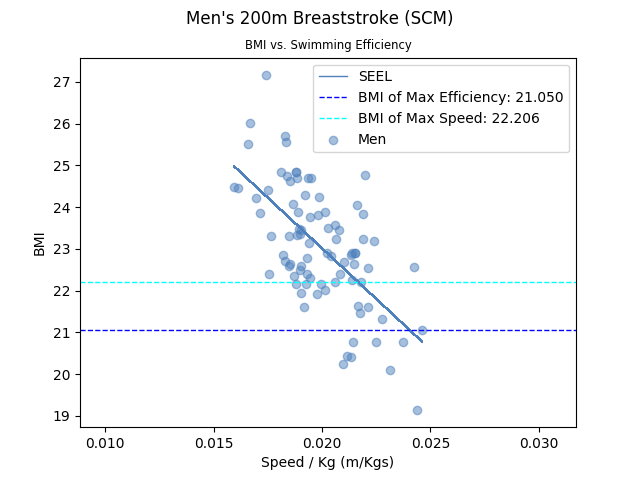 Men's 200m Breaststroke (SCM)
BMI vs. Swimming Efficiency
SEEL
BMI of Max Efficiency: 21.050
BMI of Max Speed: 22.206
Men
27
26
25
24
23
22
21
20
19
BMI
0.010 0.015 0.020 0.025 0.030
Speed / Kg (m/Kgs)